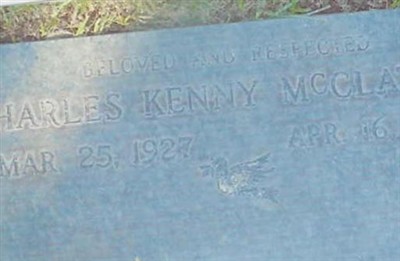 BELOVED AND RESPECTED
HARLES KENNY MCCLA
MAR. 25, 1927 APR. 16